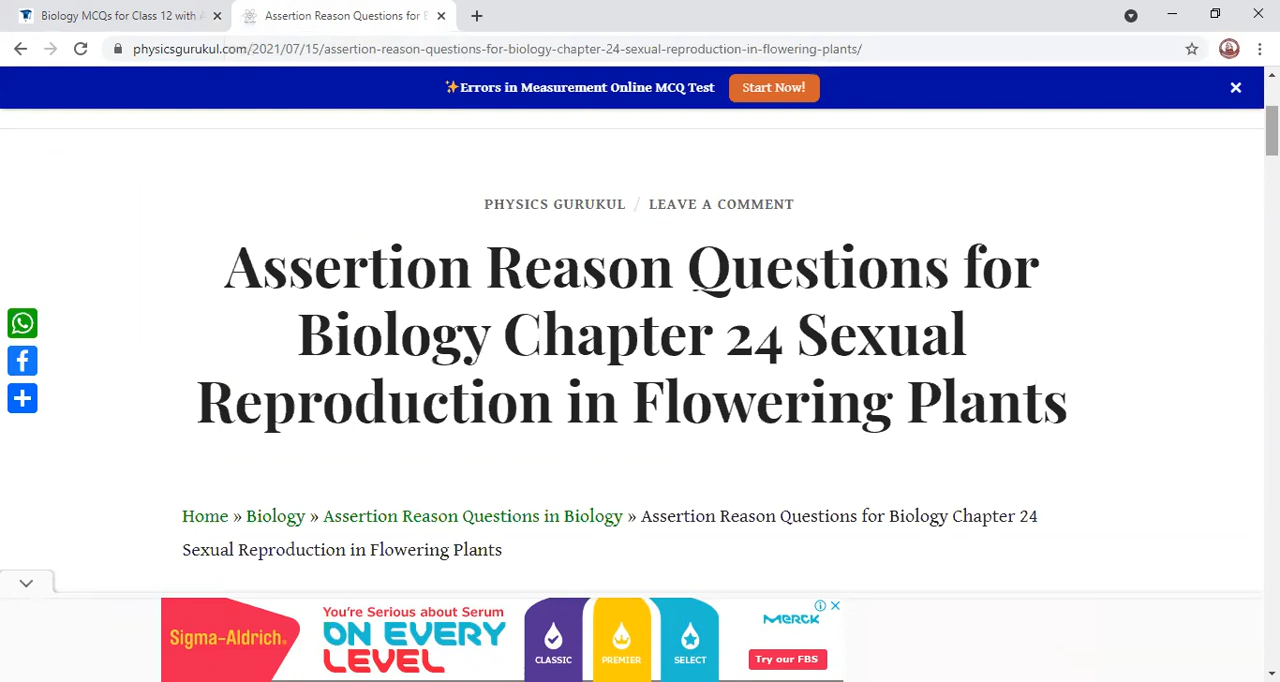 Biology MCQs for Class 12 with
Assertion Reason Questions for
physicsgurukul.com/2021/07/15/assertion-reason-questions-for-biology-chapter-24-sexual-reproduction-in-flowering-plants/
✨Errors in Measurement Online MCQ Test
Start Now!
PHYSICS GURUKUL / LEAVE A COMMENT
Assertion Reason Questions for
Biology Chapter 24 Sexual
Reproduction in Flowering Plants
Home » Biology » Assertion Reason Questions in Biology » Assertion Reason Questions for Biology Chapter 24
Sexual Reproduction in Flowering Plants
Sigma-Aldrich®
You're Serious about Serum
ON EVERY
LEVEL
CLASSIC
PREMIER
SELECT
MERCK
Try our FBS